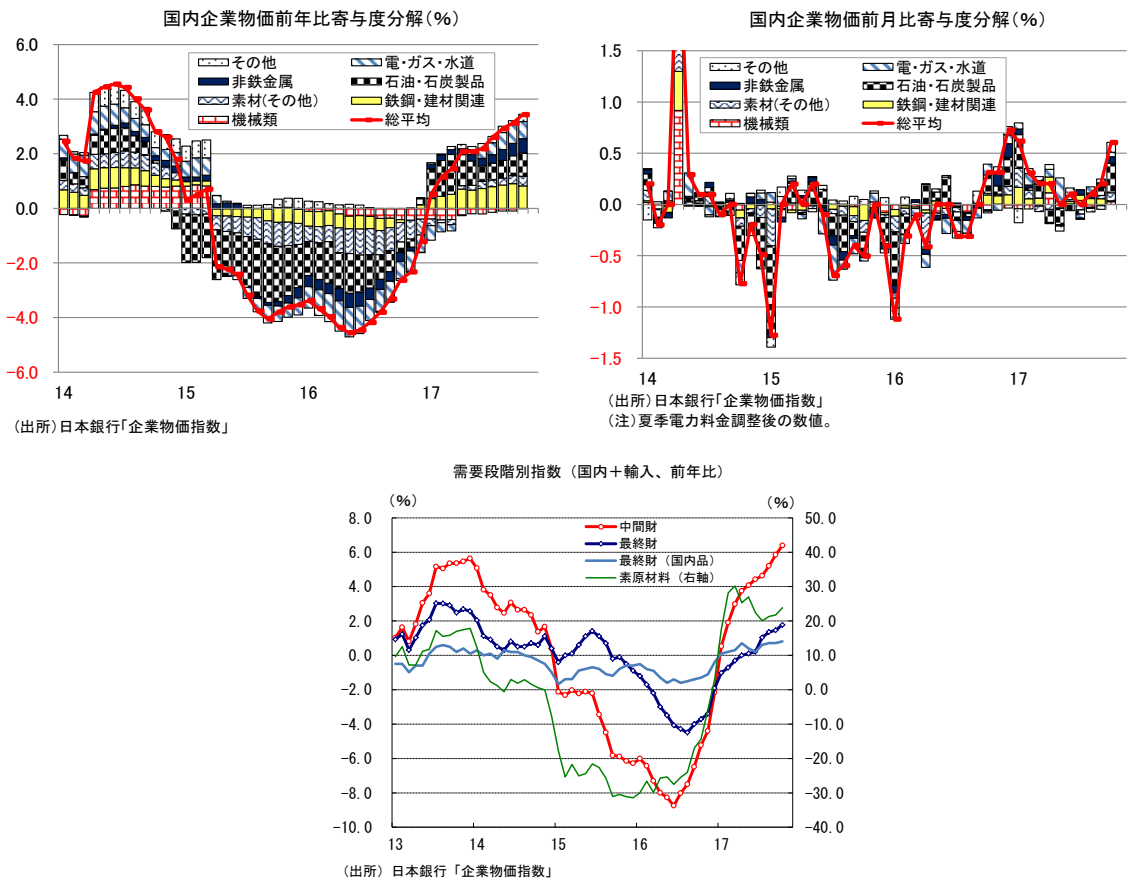 国内企業物価前年比寄与度分解(%)
その他
電・ガス・水道
非鉄金属
石油・石炭製品
素材(その他)
鉄鋼・建材関連
機械類
総平均
6.0
4.0
2.0
0.0
-2.0
-4.0
-6.0
14 15 16 17
(出所)日本銀行「企業物価指数」
国内企業物価前月比寄与度分解(%)
その他
電・ガス・水道
非鉄金属
石油・石炭製品
素材(その他)
鉄鋼・建材関連
機械類
総平均
1.5
1.0
0.5
0.0
-0.5
-1.0
-1.5
14 15 16 17
(出所)日本銀行「企業物価指数」
(注)夏季電力料金調整後の数値。
需要段階別指数(国内+輸入、前年比)
(%)
(%)
中間財
最終財
最終財(国内品)
素原材料(右軸)
8.0
6.0
4.0
2.0
0.0
-2.0
-4.0
-6.0
-8.0
-10.0
50.0
40.0
30.0
20.0
10.0
0.0
-10.0
-20.0
-30.0
-40.0
13 14 15 16 17
(出所)日本銀行「企業物価指数」